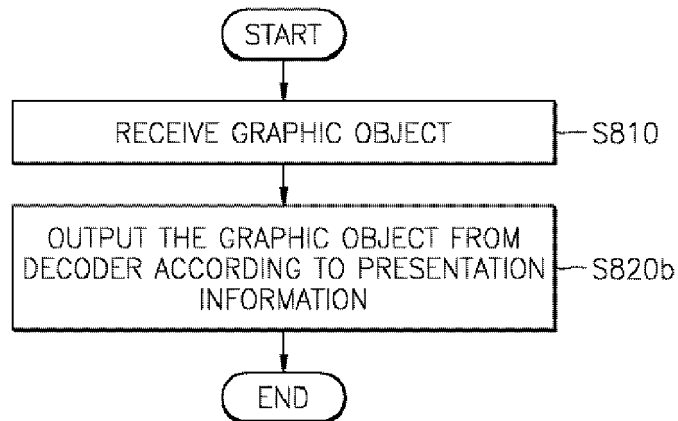 START
RECEIVE GRAPHIC OBJECT
S810
OUTPUT THE GRAPHIC OBJECT FROM
DECODER ACCORDING TO PRESENTATION
INFORMATION
S820b
END